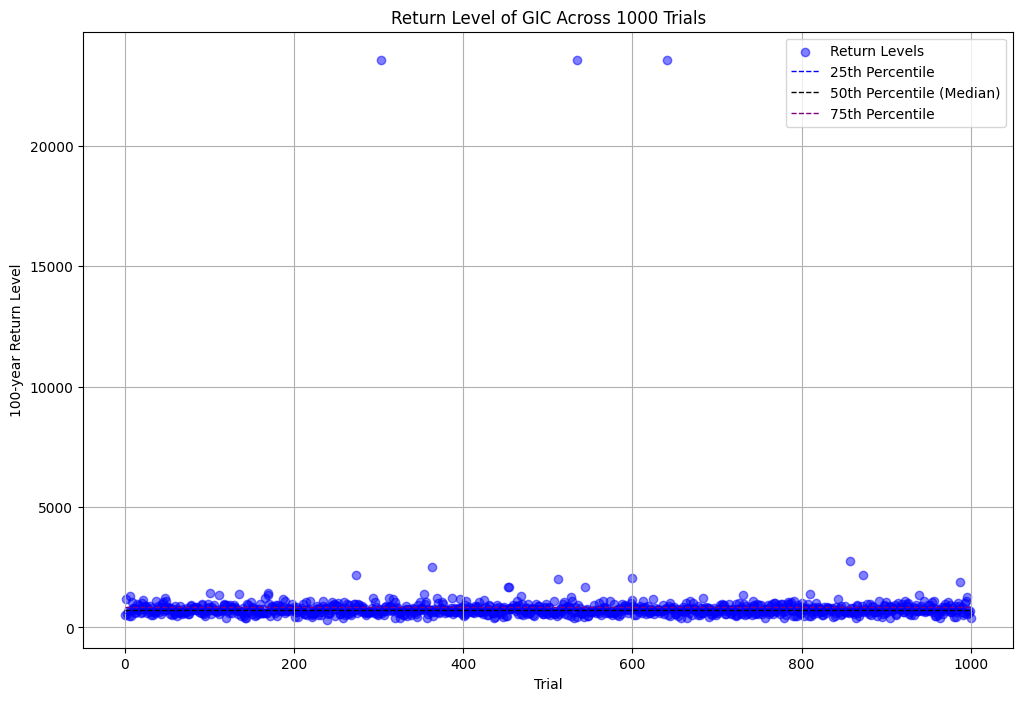 Return Level of GIC Across 1000 Trials
Return Levels
25th Percentile
50th Percentile (Median)
75th Percentile
20000
15000
10000
5000
0
100-year Return Level
0 200 400 600 800 1000
Trial